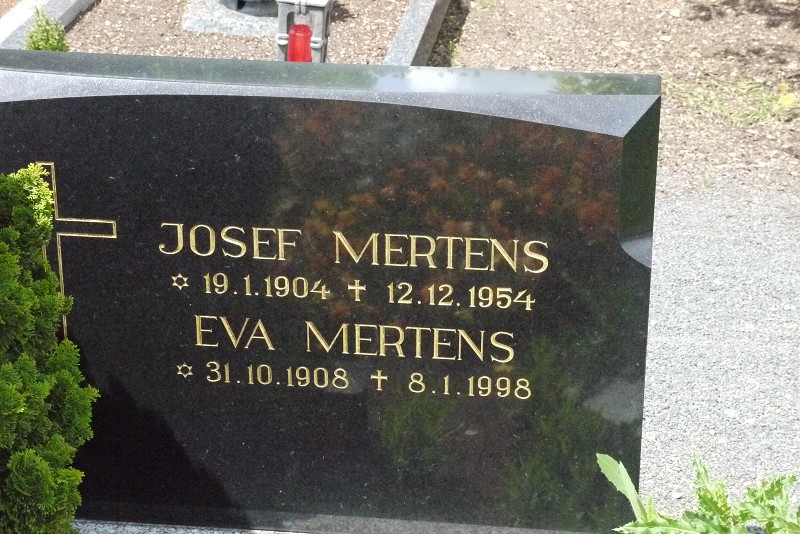 JOSEF MERTENS
✡ 19.1.1904 ✝ 12.12.1954
EVA MERTENS
✡ 31.10.1908 ✝ 8.1.1998